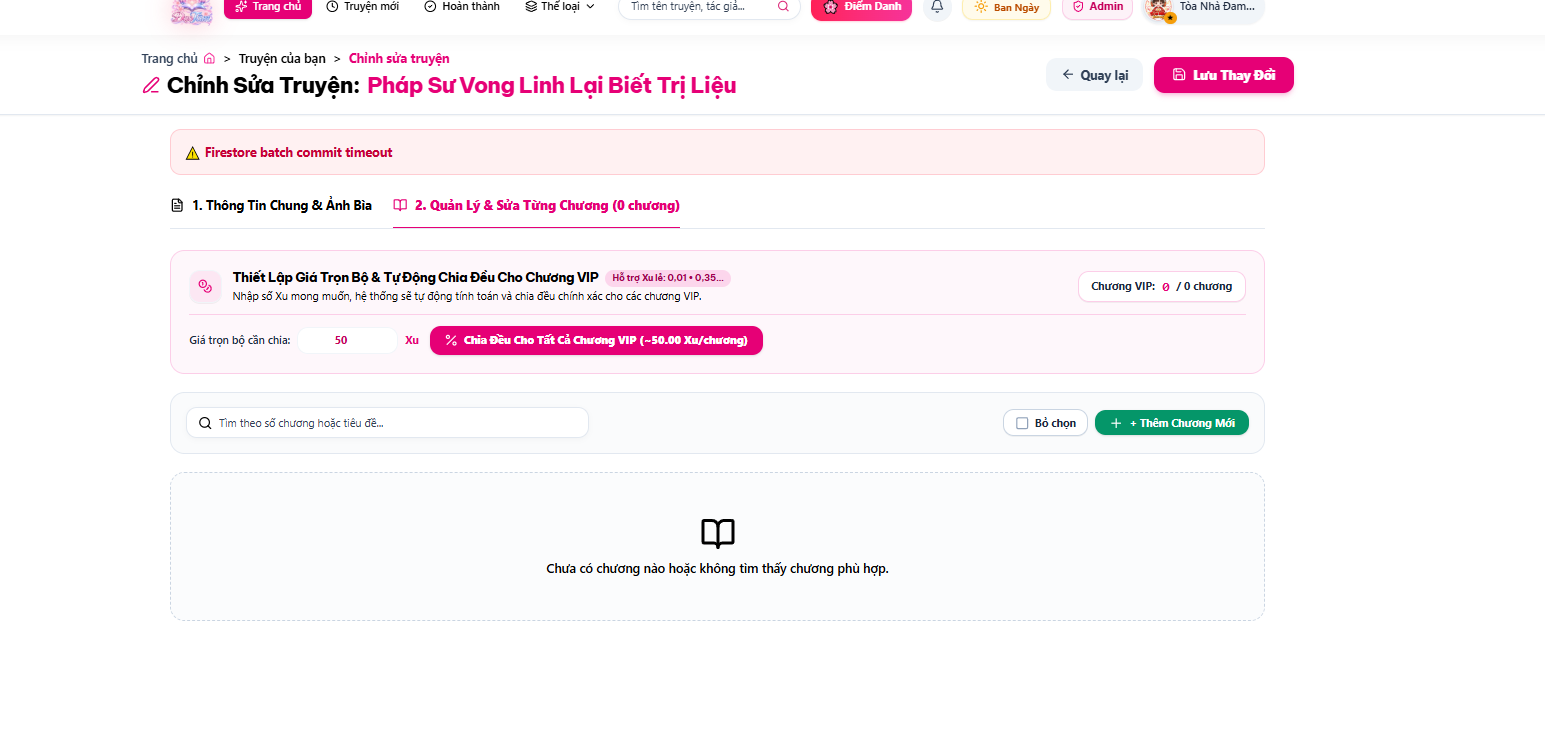 Trang chủ Truyện mới Hoàn thành Thể loại Tìm tên truyện, tác giả... Điểm Danh Ban Ngày Admin Tòa Nhà Đam...
Trang chủ > Truyện của bạn > Chỉnh sửa truyện
Chỉnh Sửa Truyện: Pháp Sư Vong Linh Lại Biết Trị Liệu
← Quay lại Lưu Thay Đổi
Firestore batch commit timeout
1. Thông Tin Chung & Ảnh Bìa 2. Quản Lý & Sửa Từng Chương (0 chương)
Thiết Lập Giá Trọn Bộ & Tự Động Chia Đều Cho Chương VIP Hỗ trợ Xu lẻ: 0,01 • 0,35...
Nhập số Xu mong muốn, hệ thống sẽ tự động tính toán và chia đều chính xác cho các chương VIP.
Chương VIP: 0 / 0 chương
Giá trọn bộ cần chia: 50 Xu % Chia Đều Cho Tất Cả Chương VIP (~50.00 Xu/chương)
Tìm theo số chương hoặc tiêu đề... Bỏ chọn + + Thêm Chương Mới
Chưa có chương nào hoặc không tìm thấy chương phù hợp.